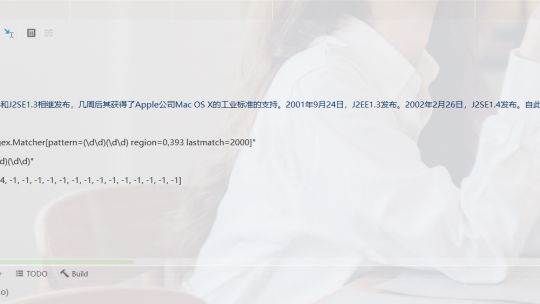 和J2SE1.3相继发布，几周后其获得了Apple公司Mac OS X的工业标准的支持。2001年9月24日，J2EE1.3发布。2002年2月26日，J2SE1.4发布。自此
gex.Matcher[pattern=(\d\d)(\d\d) region=0,393 lastmatch=2000]"
d)(\d\d)"
4, -1, -1, -1, -1, -1, -1, -1, -1, -1, -1, -1, -1, -1, -1]
TODO Build
o)